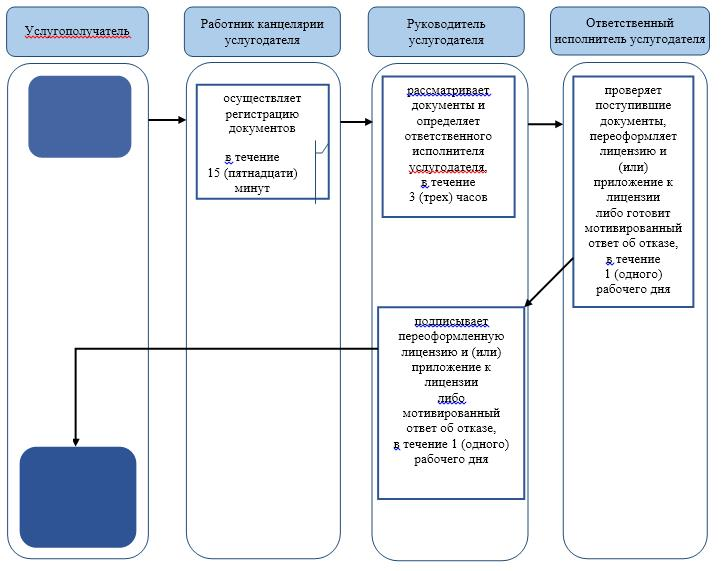 Услугополучатель
Работник канцелярии
услугодателя
Руководитель
услугодателя
Ответственный
исполнитель услугодателя
осуществляет
регистрацию
документов
в течение
15 (пятнадцати)
минут
рассматривает
документы и
определяет
ответственного
исполнителя
услугодателя,
в течение
3 (трех) часов
проверяет
поступившие
документы,
переоформляет
лицензию и
(или)
приложение к
лицензии
либо готовит
мотивированный
ответ об отказе,
в течение
1 (одного)
рабочего дня
подписывает
переоформленную
лицензию и (или)
приложение к
лицензии
либо
мотивированный
ответ об отказе,
в течение 1 (одного)
рабочего дня